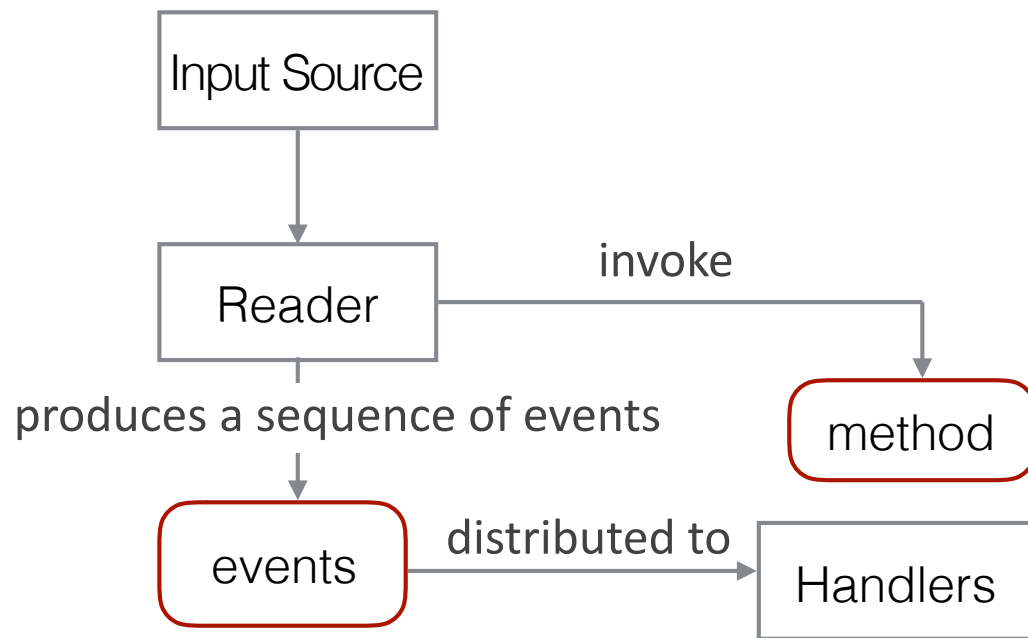 Input Source
invoke
Reader
produces a sequence of events
method
distributed to
events
Handlers